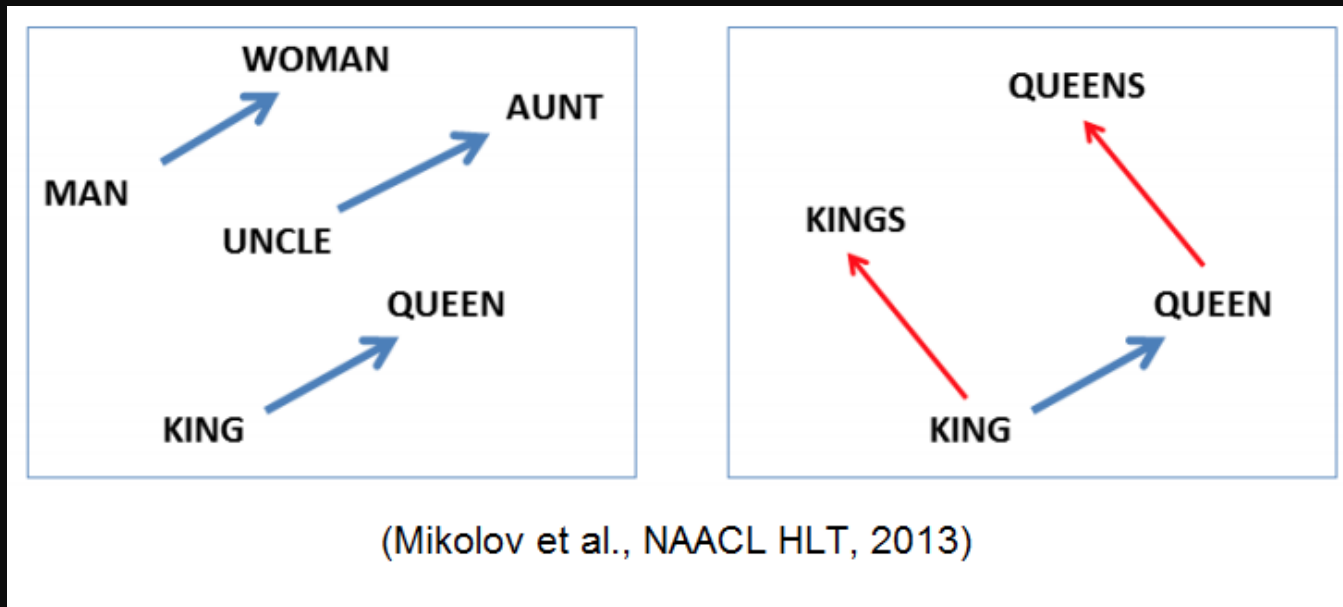 WOMAN
AUNT
MAN
UNCLE
QUEEN
KING
QUEENS
KINGS
QUEEN
KING
(Mikolov et al., NAACL HLT, 2013)